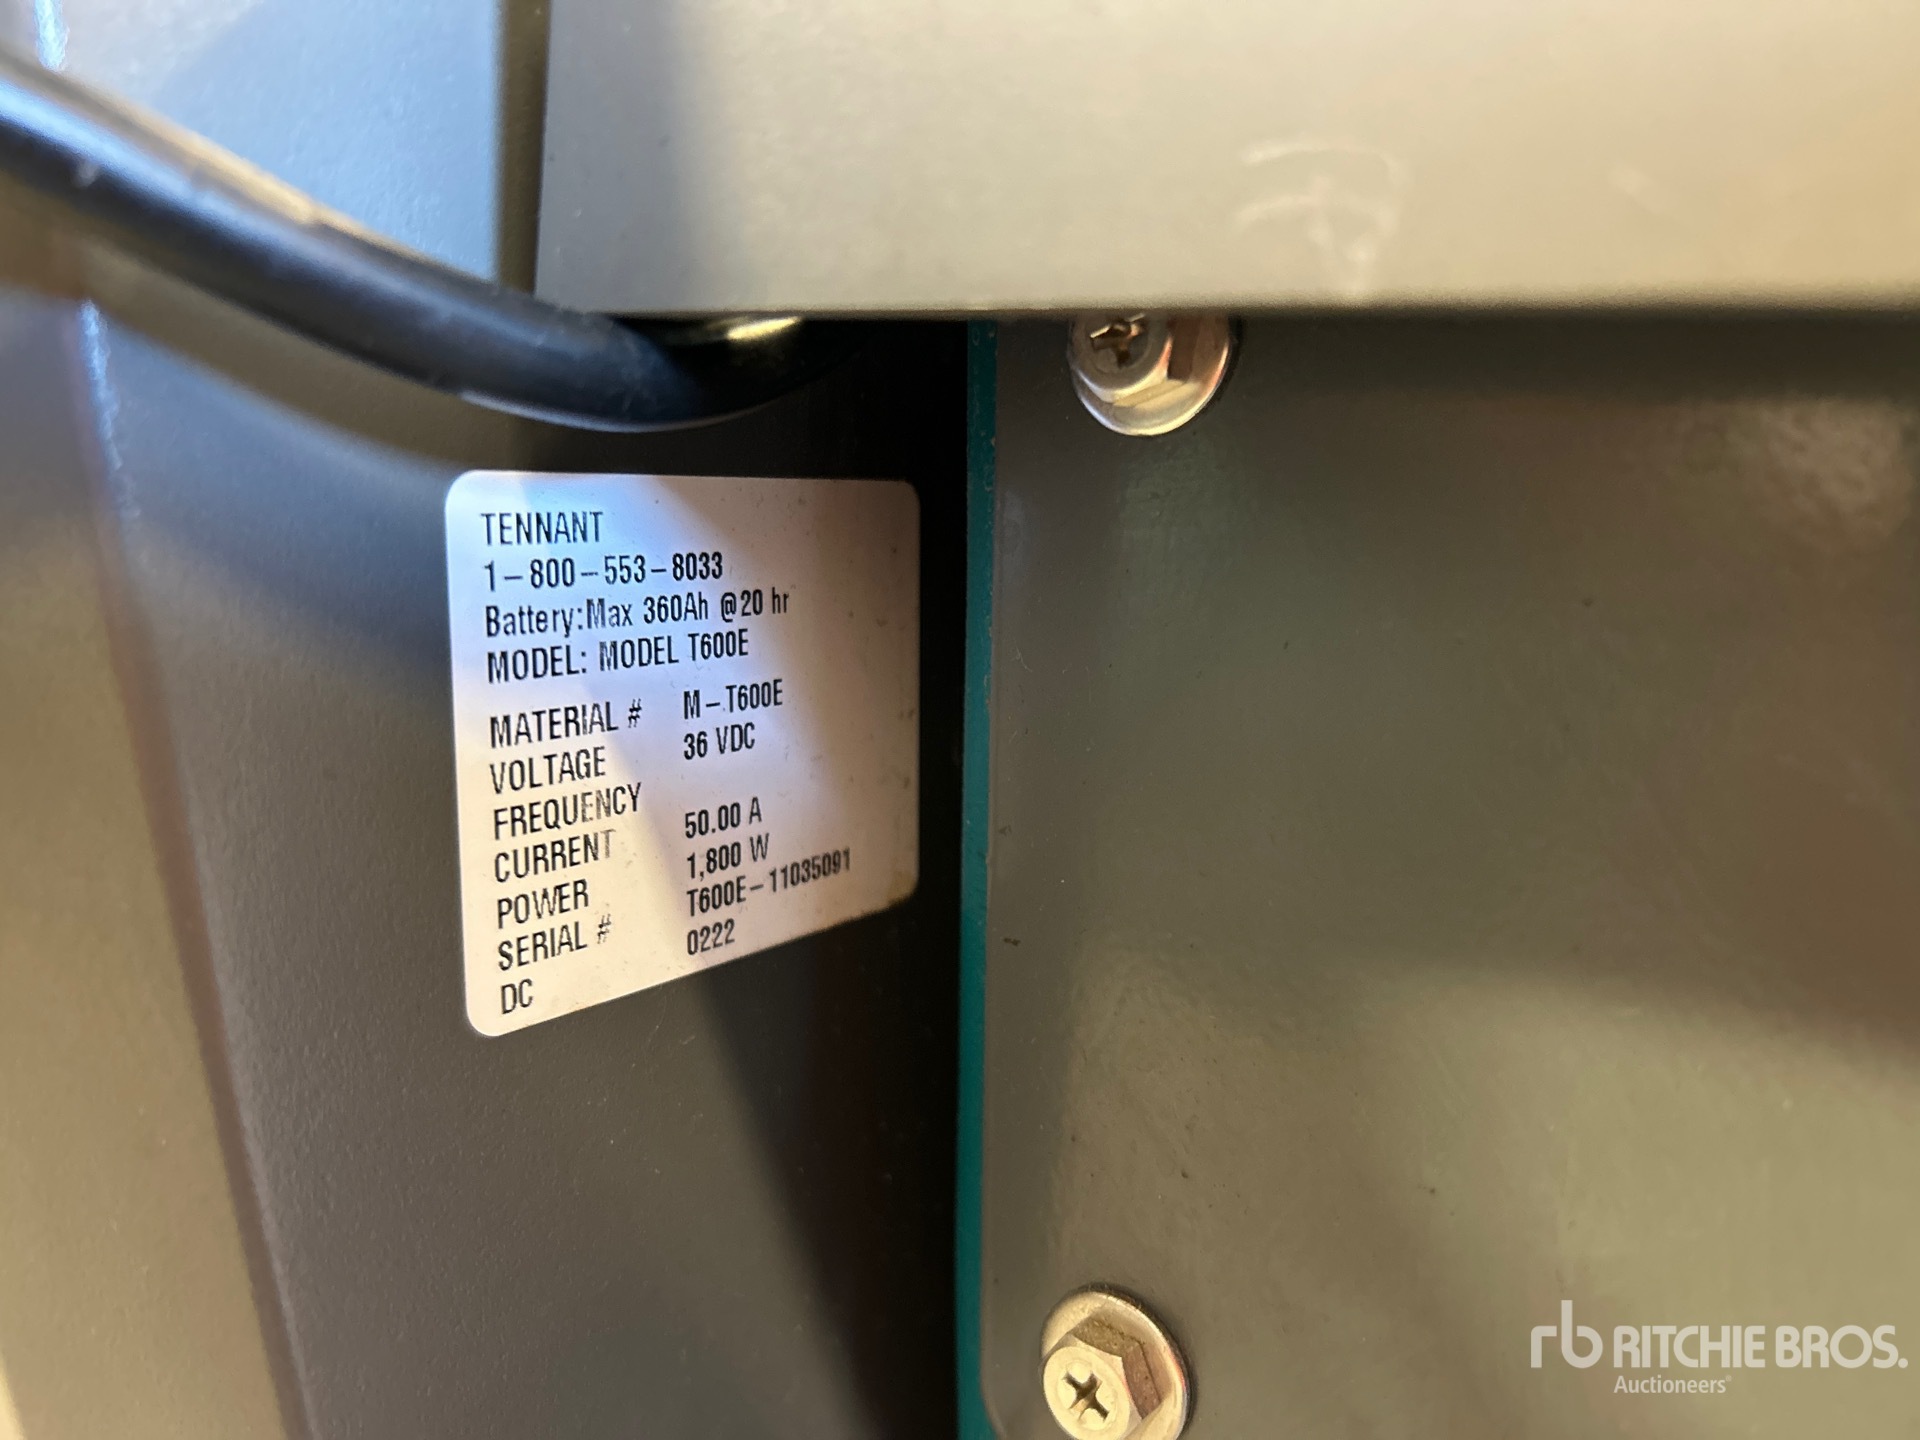 TENNANT
1-800-553-8033
Battery:Max 360Ah @20 hr
MODEL: MODEL T600E
MATERIAL # M-T600E
VOLTAGE 36 VDC
FREQUENCY
CURRENT 50.00 A
POWER 1,800 W
SERIAL # T600E-11035091
DC 0222
rb RITCHIE BROS.
Auctioneers